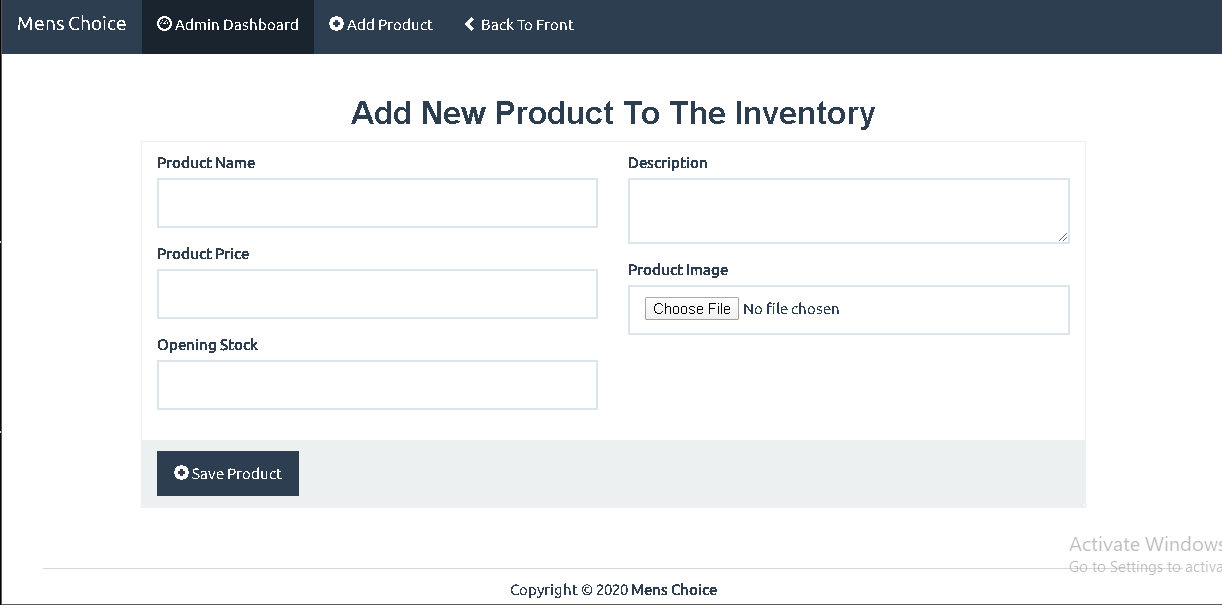 Mens Choice Admin Dashboard Add Product Back To Front
Add New Product To The Inventory
Product Name
Product Price
Opening Stock
Description
Product Image
Choose File No file chosen
Save Product
Activate Windows
Go to Settings to activa
Copyright © 2020 Mens Choice